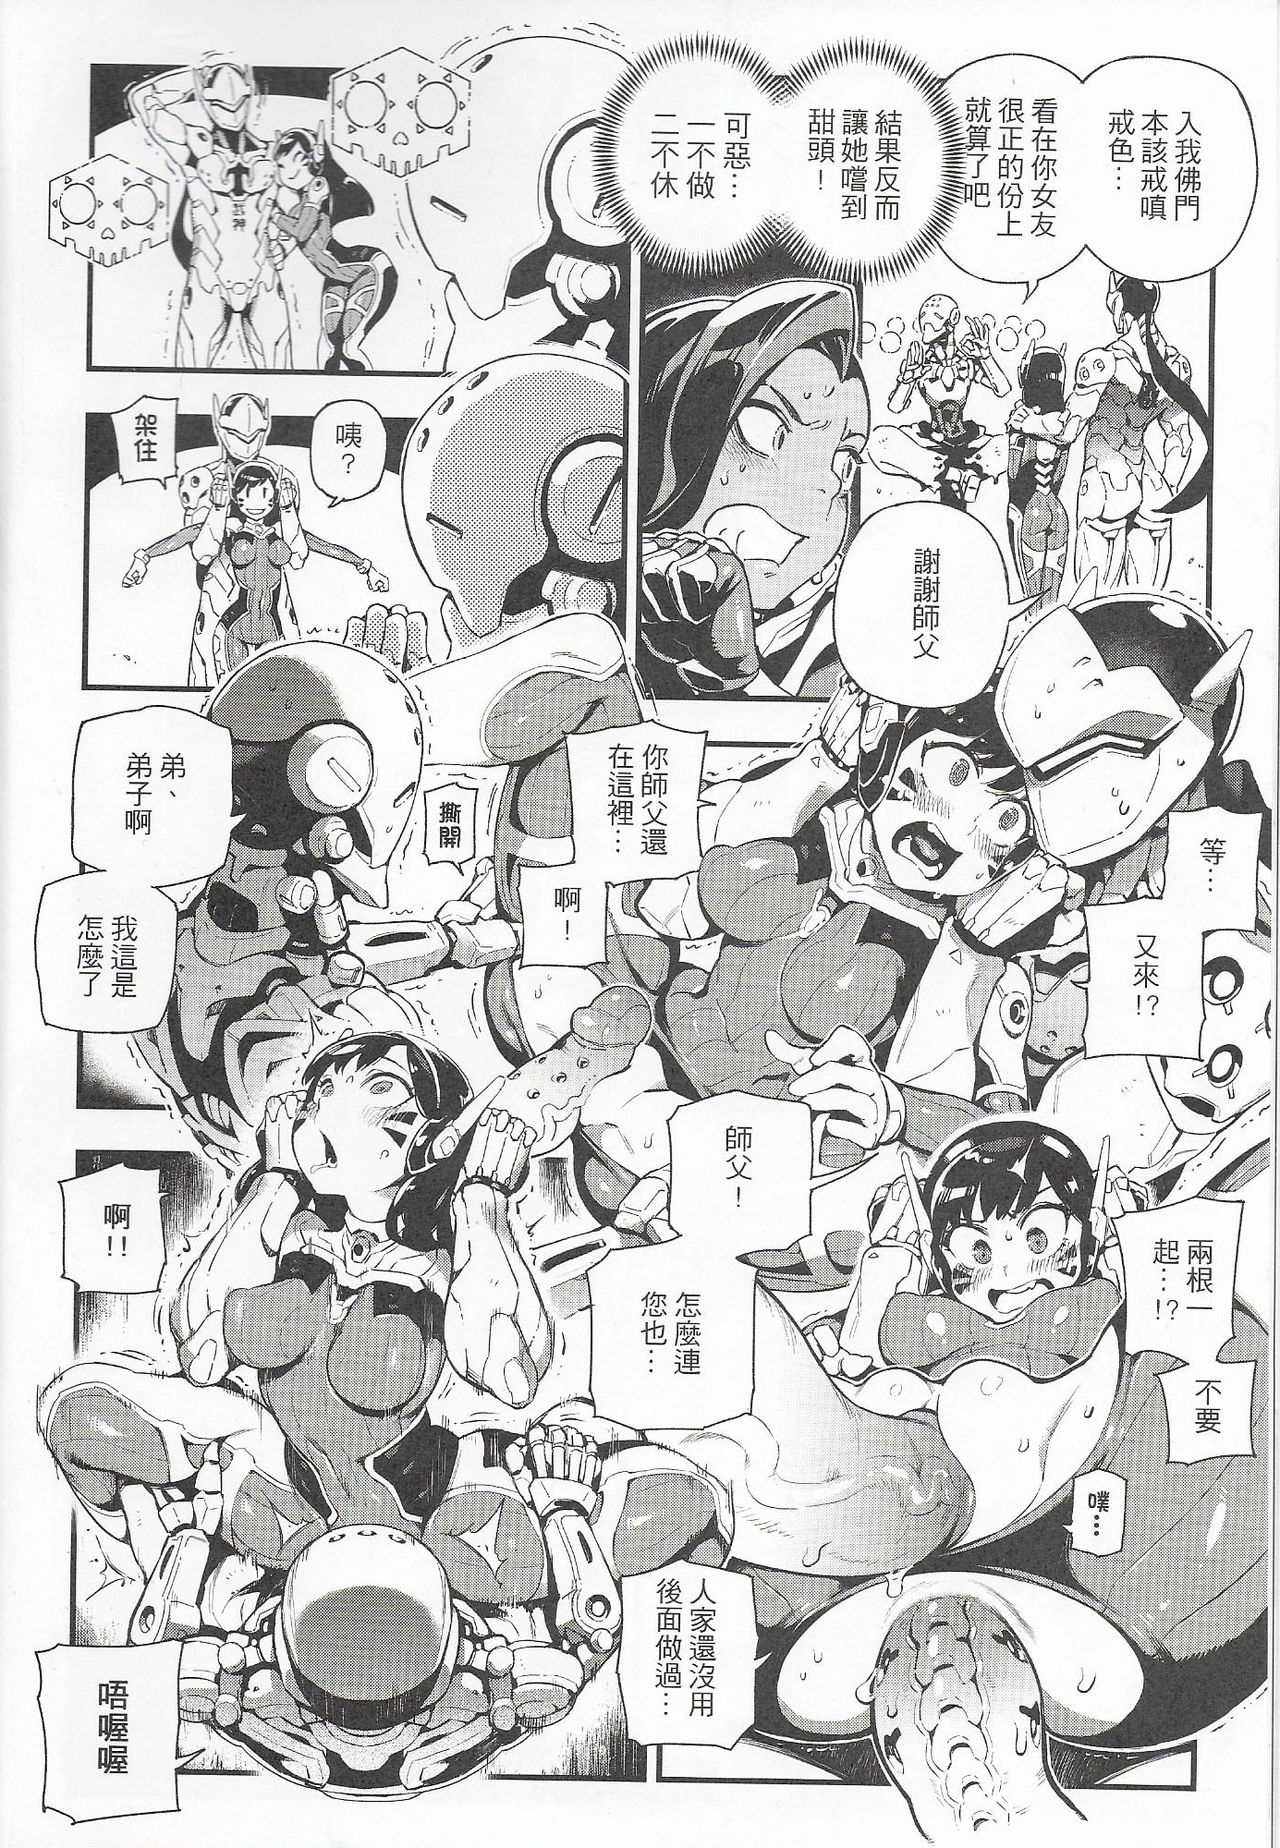 入我佛門
本該戒嗔
戒色…
看在你女友
很正的份上
就算了吧
結果反而
讓她嚐到
甜頭！
可惡…
一不做
二不休
武神
謝謝師父
咦？
架住
等…
又來!?
你師父還
在這裡…
啊！
撕開
弟、
弟子啊
我這是
怎麼了
兩根一
起…!?
不要
噗…
師父！
怎麼連
您也…
人家還沒用
後面做過…
啊!!
唔喔喔